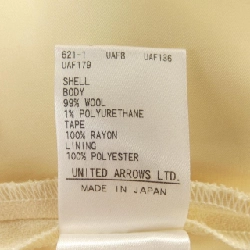 621-1 UAFB UAF136
UAF179
SHELL
BODY
99% WOOL
1% POLYURETHANE
TAPE
100% RAYON
LINING
100% POLYESTER
UNITED ARROWS LTD.
MADE IN JAPAN